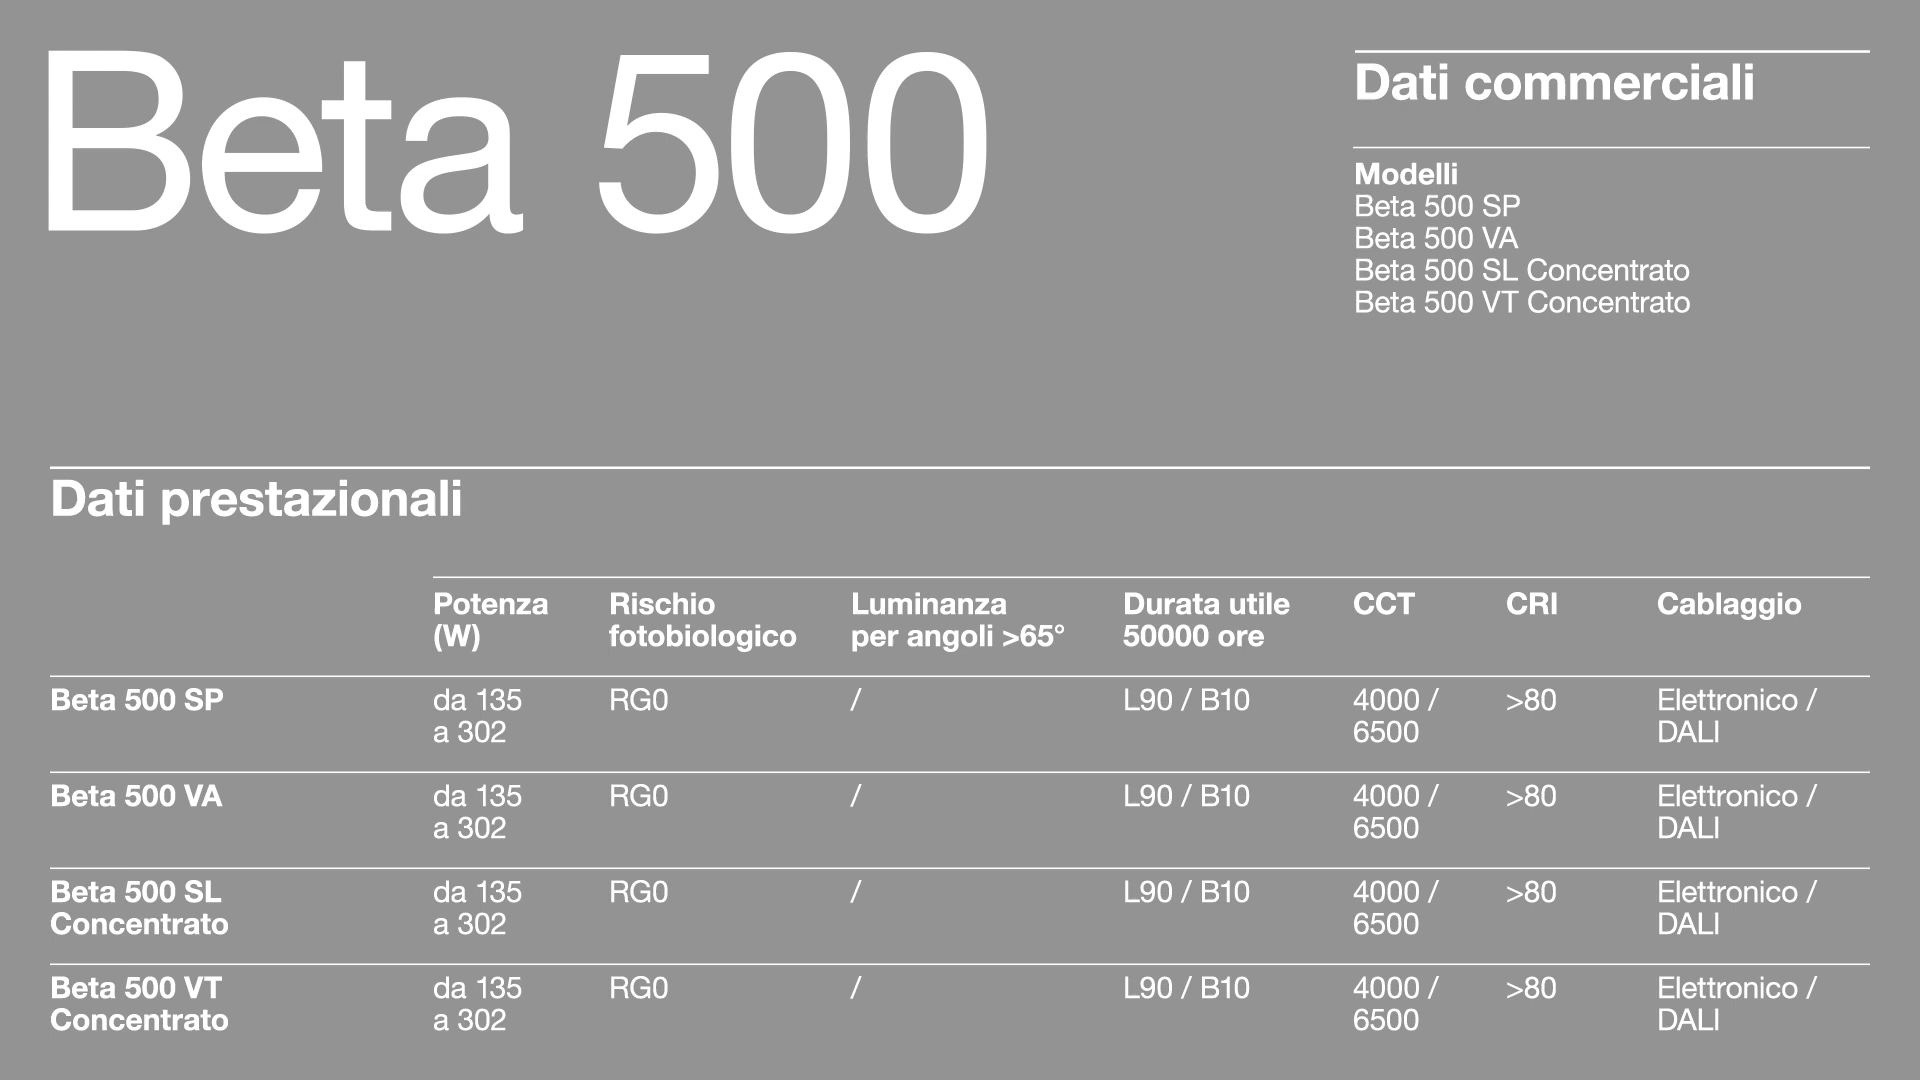 Beta 500
Dati commerciali
Modelli
Beta 500 SP
Beta 500 VA
Beta 500 SL Concentrato
Beta 500 VT Concentrato
Dati prestazionali
Potenza Rischio Luminanza Durata utile CCT CRI Cablaggio
(W) fotobiologico per angoli >65° 50000 ore
Beta 500 SP da 135 RG0 / L90 / B10 4000 / >80 Elettronico /
a 302 6500 DALI
Beta 500 VA da 135 RG0 / L90 / B10 4000 / >80 Elettronico /
a 302 6500 DALI
Beta 500 SL da 135 RG0 / L90 / B10 4000 / >80 Elettronico /
Concentrato a 302 6500 DALI
Beta 500 VT da 135 RG0 / L90 / B10 4000 / >80 Elettronico /
Concentrato a 302 6500 DALI